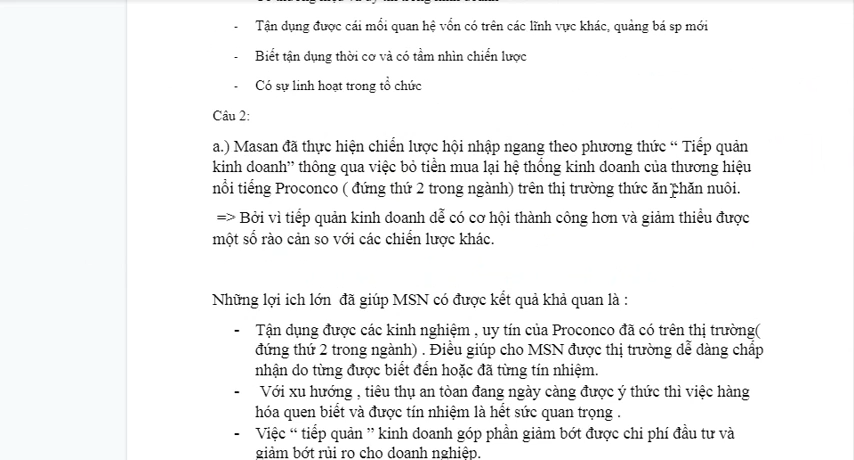 - Tận dụng được cái mối quan hệ vốn có trên các lĩnh vực khác, quảng bá sp mới
- Biết tận dụng thời cơ và có tầm nhìn chiến lược
- Có sự linh hoạt trong tổ chức
Câu 2:
a.) Masan đã thực hiện chiến lược hội nhập ngang theo phương thức “ Tiếp quản
kinh doanh” thông qua việc bỏ tiền mua lại hệ thống kinh doanh của thương hiệu
nổi tiếng Proconco ( đứng thứ 2 trong ngành) trên thị trường thức ăn chăn nuôi.
=> Bởi vì tiếp quản kinh doanh dễ có cơ hội thành công hơn và giảm thiểu được
một số rào cản so với các chiến lược khác.
Những lợi ich lớn đã giúp MSN có được kết quả khả quan là :
- Tận dụng được các kinh nghiệm , uy tín của Proconco đã có trên thị trường(
đứng thứ 2 trong ngành) . Điều giúp cho MSN được thị trường dễ dàng chấp
nhận do từng được biết đến hoặc đã từng tín nhiệm.
- Với xu hướng , tiêu thụ an tòan đang ngày càng được ý thức thì việc hàng
hóa quen biết và được tín nhiệm là hết sức quan trọng .
- Việc “ tiếp quản ” kinh doanh góp phần giảm bớt được chi phí đầu tư và
giảm bớt rủi ro cho doanh nghiệp.